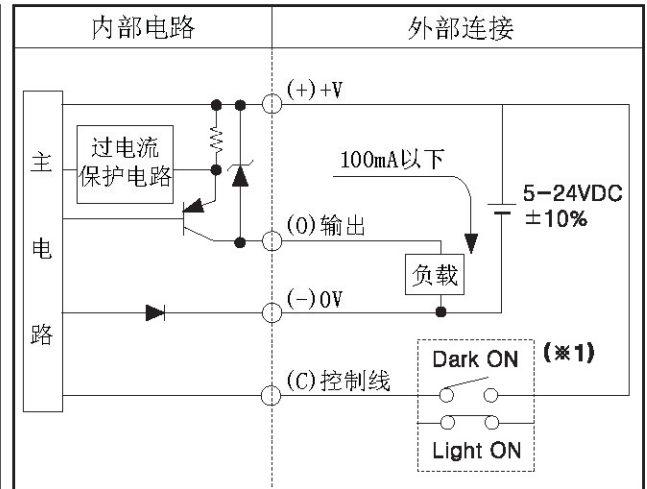 内部电路
外部连接
(+)+V
主电路
过电流
保护电路
100mA以下
5-24VDC
±10%
(O)输出
负载
(-)0V
Dark ON
(※1)
(C)控制线
Light ON